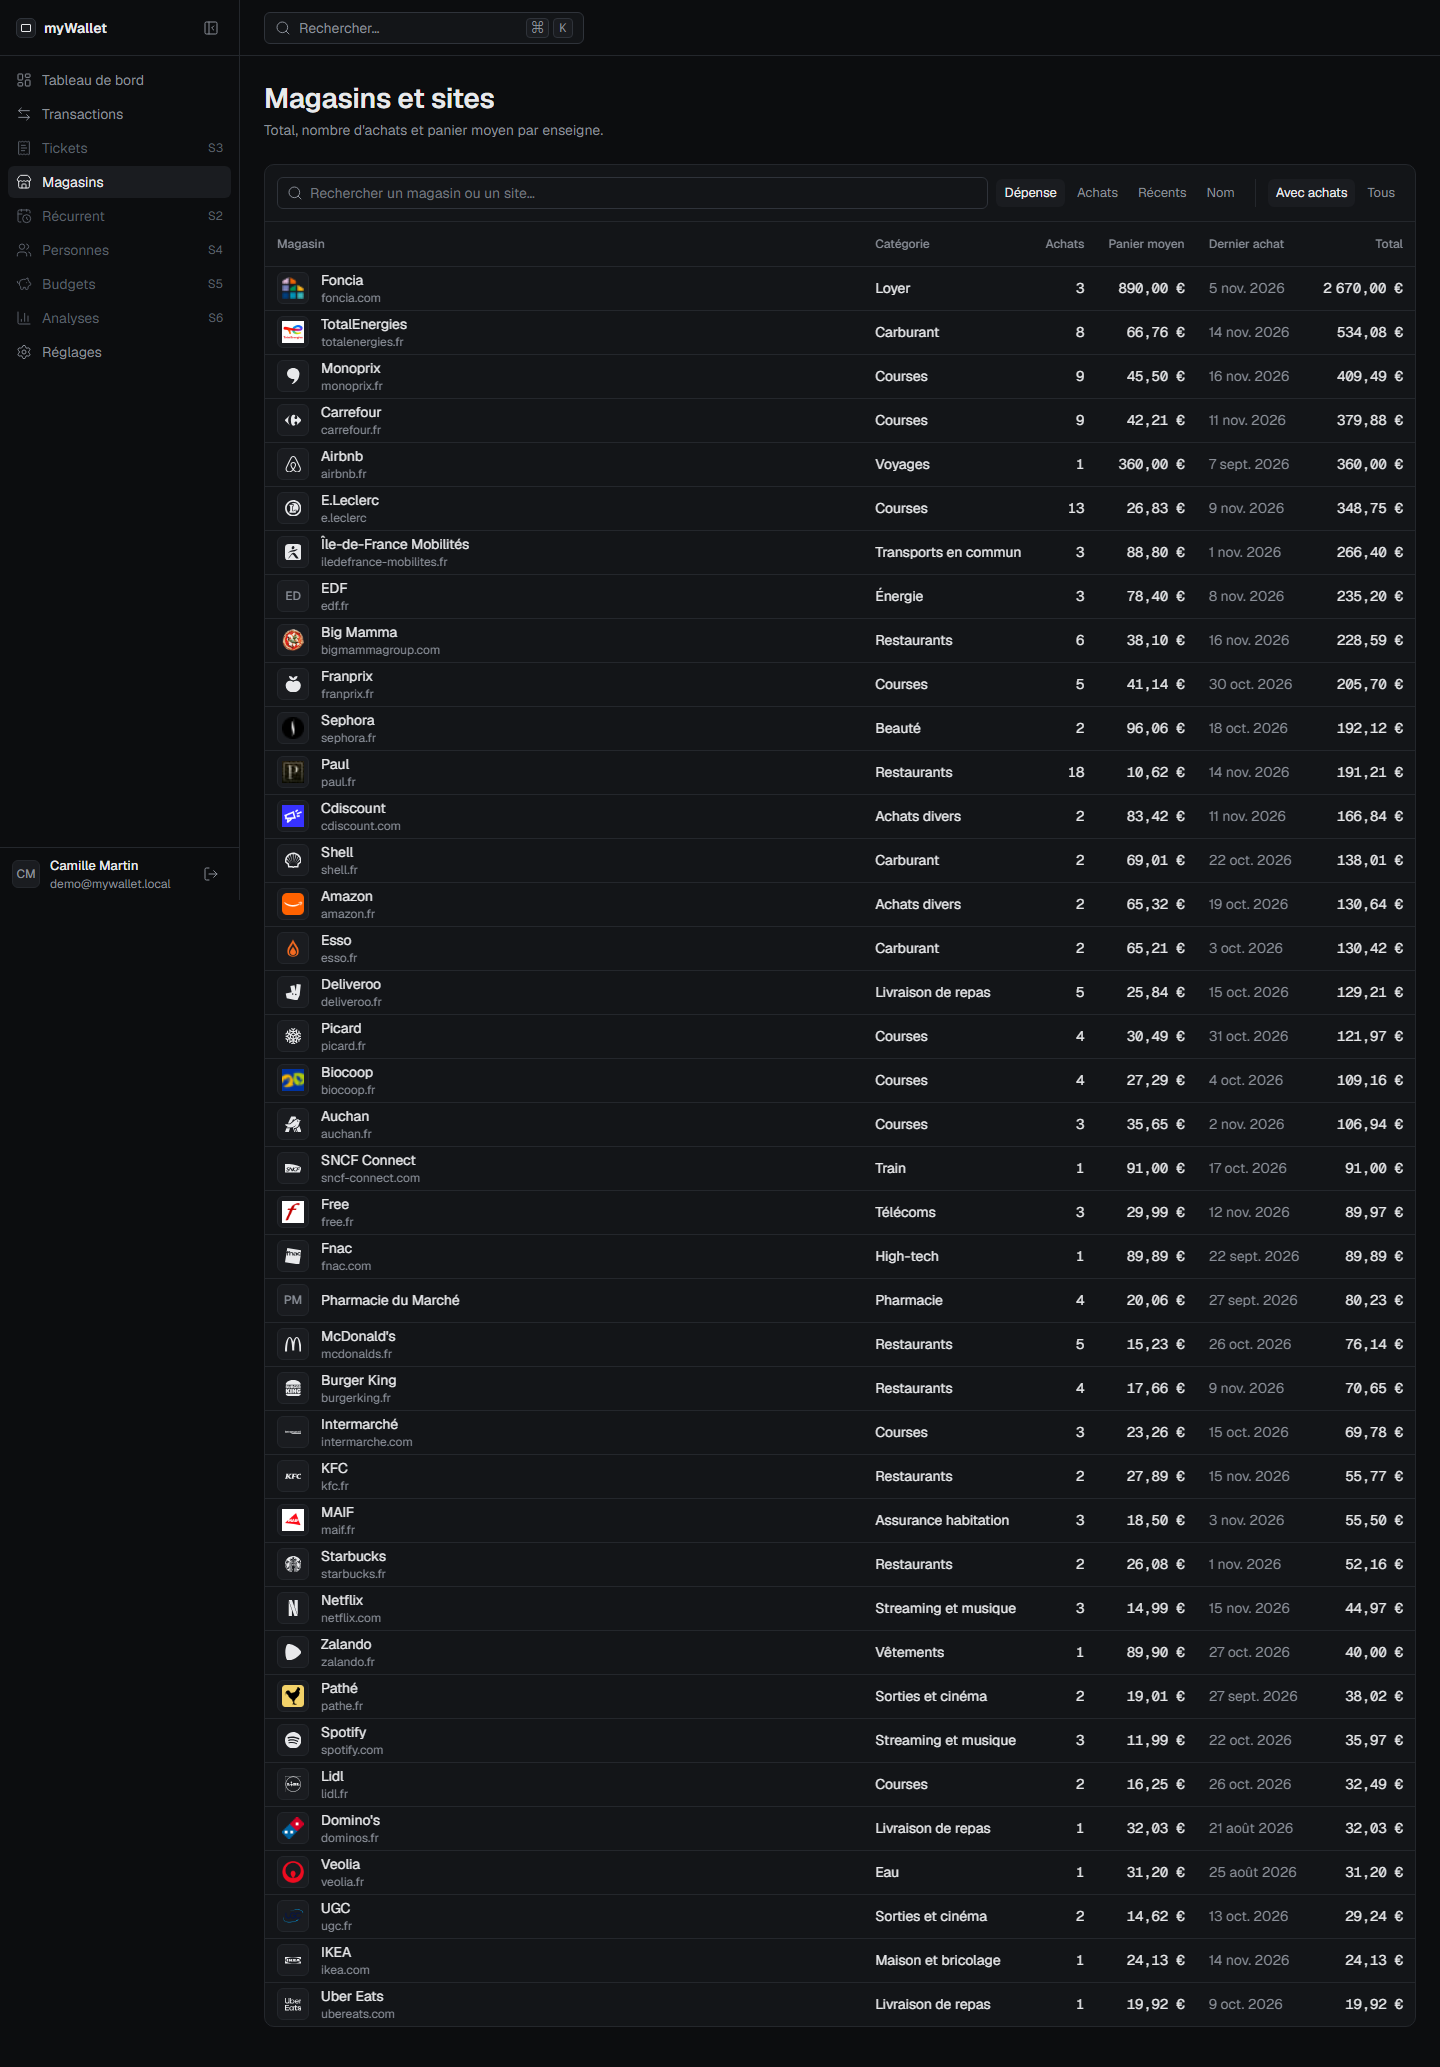 myWallet
Rechercher... ⌘ K
Tableau de bord
Transactions
Tickets S3
Magasins
Récurrent S2
Personnes S4
Budgets S5
Analyses S6
Réglages
Camille Martin
CM
demo@mywallet.local
Magasins et sites
Total, nombre d'achats et panier moyen par enseigne.
Rechercher un magasin ou un site... Dépense Achats Récents Nom Avec achats Tous
Magasin Catégorie Achats Panier moyen Dernier achat Total
Foncia
foncia.com
Loyer 3 890,00 € 5 nov. 2026 2 670,00 €
TotalEnergies
totalenergies.fr
Carburant 8 66,76 € 14 nov. 2026 534,08 €
Monoprix
monoprix.fr
Courses 9 45,50 € 16 nov. 2026 409,49 €
Carrefour
carrefour.fr
Courses 9 42,21 € 11 nov. 2026 379,88 €
Airbnb
airbnb.fr
Voyages 1 360,00 € 7 sept. 2026 360,00 €
E.Leclerc
e.leclerc
Courses 13 26,83 € 9 nov. 2026 348,75 €
Île-de-France Mobilités
iledefrance-mobilites.fr
Transports en commun 3 88,80 € 1 nov. 2026 266,40 €
ED
EDF
edf.fr
Énergie 3 78,40 € 8 nov. 2026 235,20 €
Big Mamma
bigmammagroup.com
Restaurants 6 38,10 € 16 nov. 2026 228,59 €
Franprix
franprix.fr
Courses 5 41,14 € 30 oct. 2026 205,70 €
Sephora
sephora.fr
Beauté 2 96,06 € 18 oct. 2026 192,12 €
P
Paul
paul.fr
Restaurants 18 10,62 € 14 nov. 2026 191,21 €
Cdiscount
cdiscount.com
Achats divers 2 83,42 € 11 nov. 2026 166,84 €
Shell
shell.fr
Carburant 2 69,01 € 22 oct. 2026 138,01 €
Amazon
amazon.fr
Achats divers 2 65,32 € 19 oct. 2026 130,64 €
Esso
esso.fr
Carburant 2 65,21 € 3 oct. 2026 130,42 €
Deliveroo
deliveroo.fr
Livraison de repas 5 25,84 € 15 oct. 2026 129,21 €
Picard
picard.fr
Courses 4 30,49 € 31 oct. 2026 121,97 €
Biocoop
biocoop.fr
Courses 4 27,29 € 4 oct. 2026 109,16 €
Auchan
auchan.fr
Courses 3 35,65 € 2 nov. 2026 106,94 €
SNCF
SNCF Connect
sncf-connect.com
Train 1 91,00 € 17 oct. 2026 91,00 €
f
Free
free.fr
Télécoms 3 29,99 € 12 nov. 2026 89,97 €
fnac
Fnac
fnac.com
High-tech 1 89,89 € 22 sept. 2026 89,89 €
PM
Pharmacie du Marché
Pharmacie 4 20,06 € 27 sept. 2026 80,23 €
McDonald's
mcdonalds.fr
Restaurants 5 15,23 € 26 oct. 2026 76,14 €
Burger King
burgerking.fr
Restaurants 4 17,66 € 9 nov. 2026 70,65 €
Intermarché
intermarche.com
Courses 3 23,26 € 15 oct. 2026 69,78 €
KFC
KFC
kfc.fr
Restaurants 2 27,89 € 15 nov. 2026 55,77 €
MAIF
maif.fr
Assurance habitation 3 18,50 € 3 nov. 2026 55,50 €
Starbucks
starbucks.fr
Restaurants 2 26,08 € 1 nov. 2026 52,16 €
N
Netflix
netflix.com
Streaming et musique 3 14,99 € 15 nov. 2026 44,97 €
Zalando
zalando.fr
Vêtements 1 89,90 € 27 oct. 2026 40,00 €
Pathé
pathe.fr
Sorties et cinéma 2 19,01 € 27 sept. 2026 38,02 €
Spotify
spotify.com
Streaming et musique 3 11,99 € 22 oct. 2026 35,97 €
Lidl
lidl.fr
Courses 2 16,25 € 26 oct. 2026 32,49 €
Domino's
dominos.fr
Livraison de repas 1 32,03 € 21 août 2026 32,03 €
Veolia
veolia.fr
Eau 1 31,20 € 25 août 2026 31,20 €
UGC
ugc.fr
Sorties et cinéma 2 14,62 € 13 oct. 2026 29,24 €
IKEA
IKEA
ikea.com
Maison et bricolage 1 24,13 € 14 nov. 2026 24,13 €
Uber Eats
Uber Eats
ubereats.com
Livraison de repas 1 19,92 € 9 oct. 2026 19,92 €